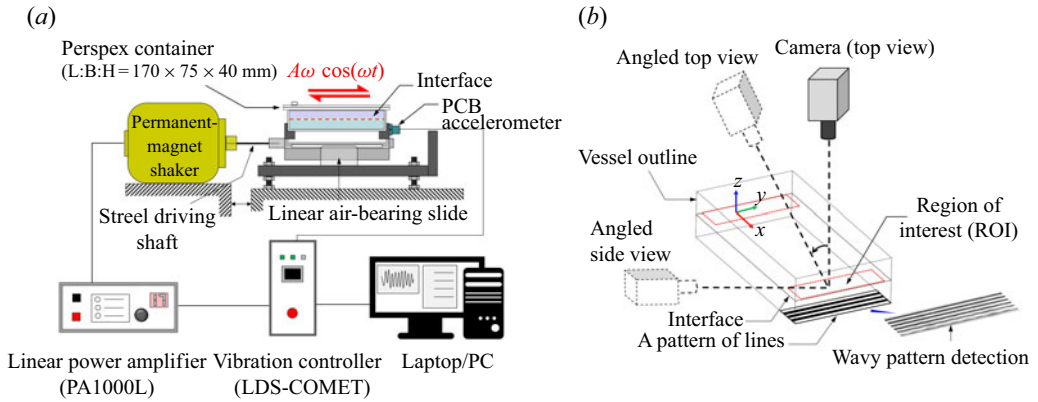 (a)
Perspex container
(L:B:H = 170 × 75 × 40 mm)
Aω cos(ωt)
Interface
PCB
accelerometer
Permanent-
magnet
shaker
Streel driving
shaft
Linear air-bearing slide
Linear power amplifier
(PA1000L)
Vibration controller
(LDS-COMET)
Laptop/PC
(b)
Angled top view
Camera (top view)
Vessel outline
z
y
x
Region of
interest (ROI)
Angled
side view
Interface
A pattern of lines
Wavy pattern detection